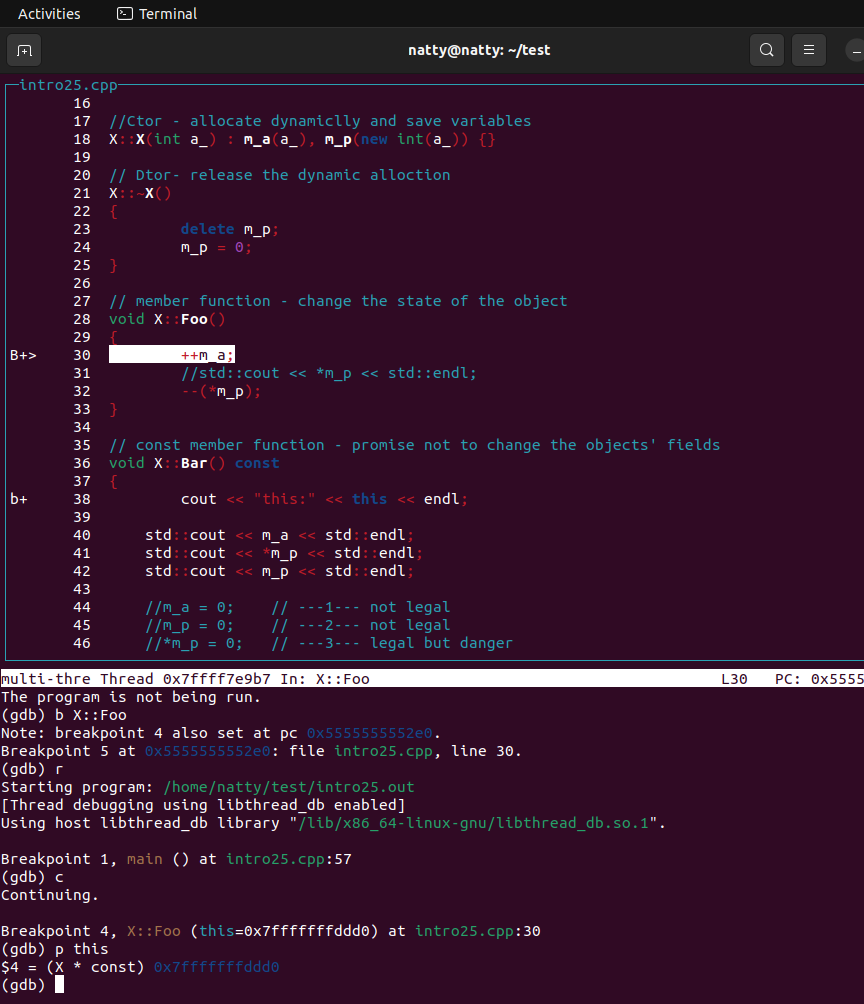 Activities Terminal
natty@natty: ~/test
intro25.cpp
16
17 //Ctor - allocate dynamiclly and save variables
18 X::X(int a_) : m_a(a_), m_p(new int(a_)) {}
19
20 // Dtor- release the dynamic alloction
21 X::~X()
22 {
23 delete m_p;
24 m_p = 0;
25 }
26
27 // member function - change the state of the object
28 void X::Foo()
29 {
B+> 30 ++m_a;
31 //std::cout << *m_p << std::endl;
32 --(*m_p);
33 }
34
35 // const member function - promise not to change the objects' fields
36 void X::Bar() const
37 {
b+ 38 cout << "this:" << this << endl;
39
40 std::cout << m_a << std::endl;
41 std::cout << *m_p << std::endl;
42 std::cout << m_p << std::endl;
43
44 //m_a = 0; // ---1--- not legal
45 //m_p = 0; // ---2--- not legal
46 //*m_p = 0; // ---3--- legal but danger
multi-thre Thread 0x7ffff7e9b7 In: X::Foo L30 PC: 0x5555
The program is not being run.
(gdb) b X::Foo
Note: breakpoint 4 also set at pc 0x5555555552e0.
Breakpoint 5 at 0x5555555552e0: file intro25.cpp, line 30.
(gdb) r
Starting program: /home/natty/test/intro25.out
[Thread debugging using libthread_db enabled]
Using host libthread_db library "/lib/x86_64-linux-gnu/libthread_db.so.1".
Breakpoint 1, main () at intro25.cpp:57
(gdb) c
Continuing.
Breakpoint 4, X::Foo (this=0x7fffffffddd0) at intro25.cpp:30
(gdb) p this
$4 = (X * const) 0x7fffffffddd0
(gdb)